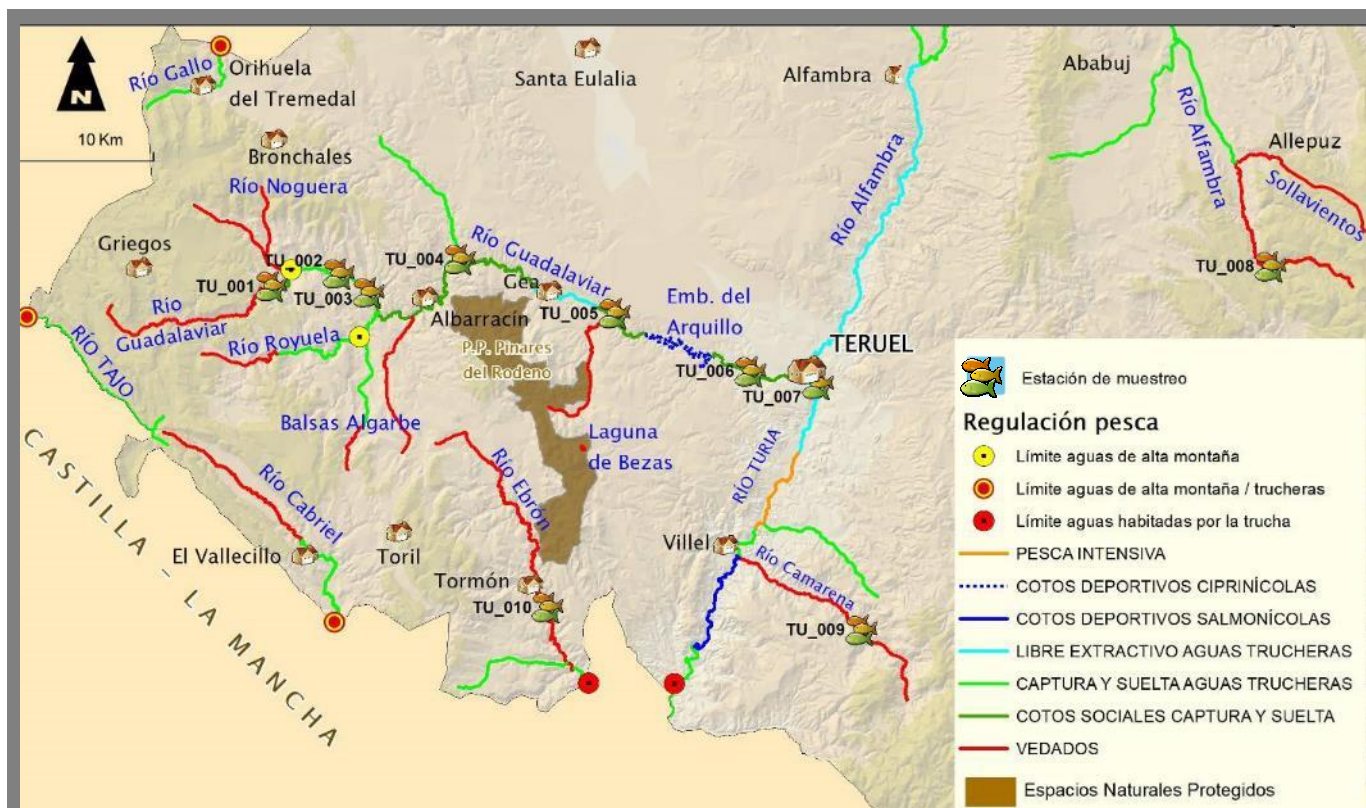 Río Gallo
Orihuela
del Tremedal
Santa Eulalia
Alfambra
Ababuj
N
10 Km
Bronchales
Río Noguera
Río Alfambra
Río Alfambra
Allepuz
Sollavientos
Griegos
TU_002
TU_001
TU_003
TU_004
Río Guadalaviar
Gea
TU_005
Emb. del
Arquillo
TU_008
Río
Guadalaviar
Albarracín
Río Royuela
P.P. Pinares
del Rodeno
TERUEL
TU_006
TU_007
RÍO TAJO
Balsas Algarbe
Laguna
de Bezas
RÍO TURIA
CASTILLA _ LA MANCHA
Río Cabriel
Río Ebrón
El Vallecillo
Toril
Villel
Río Camarena
Tormón
TU_010
TU_009
Estación de muestreo
Regulación pesca
Límite aguas de alta montaña
Límite aguas de alta montaña / trucheras
Límite aguas habitadas por la trucha
PESCA INTENSIVA
COTOS DEPORTIVOS CIPRINÍCOLAS
COTOS DEPORTIVOS SALMONÍCOLAS
LIBRE EXTRACTIVO AGUAS TRUCHERAS
CAPTURA Y SUELTA AGUAS TRUCHERAS
COTOS SOCIALES CAPTURA Y SUELTA
VEDADOS
Espacios Naturales Protegidos